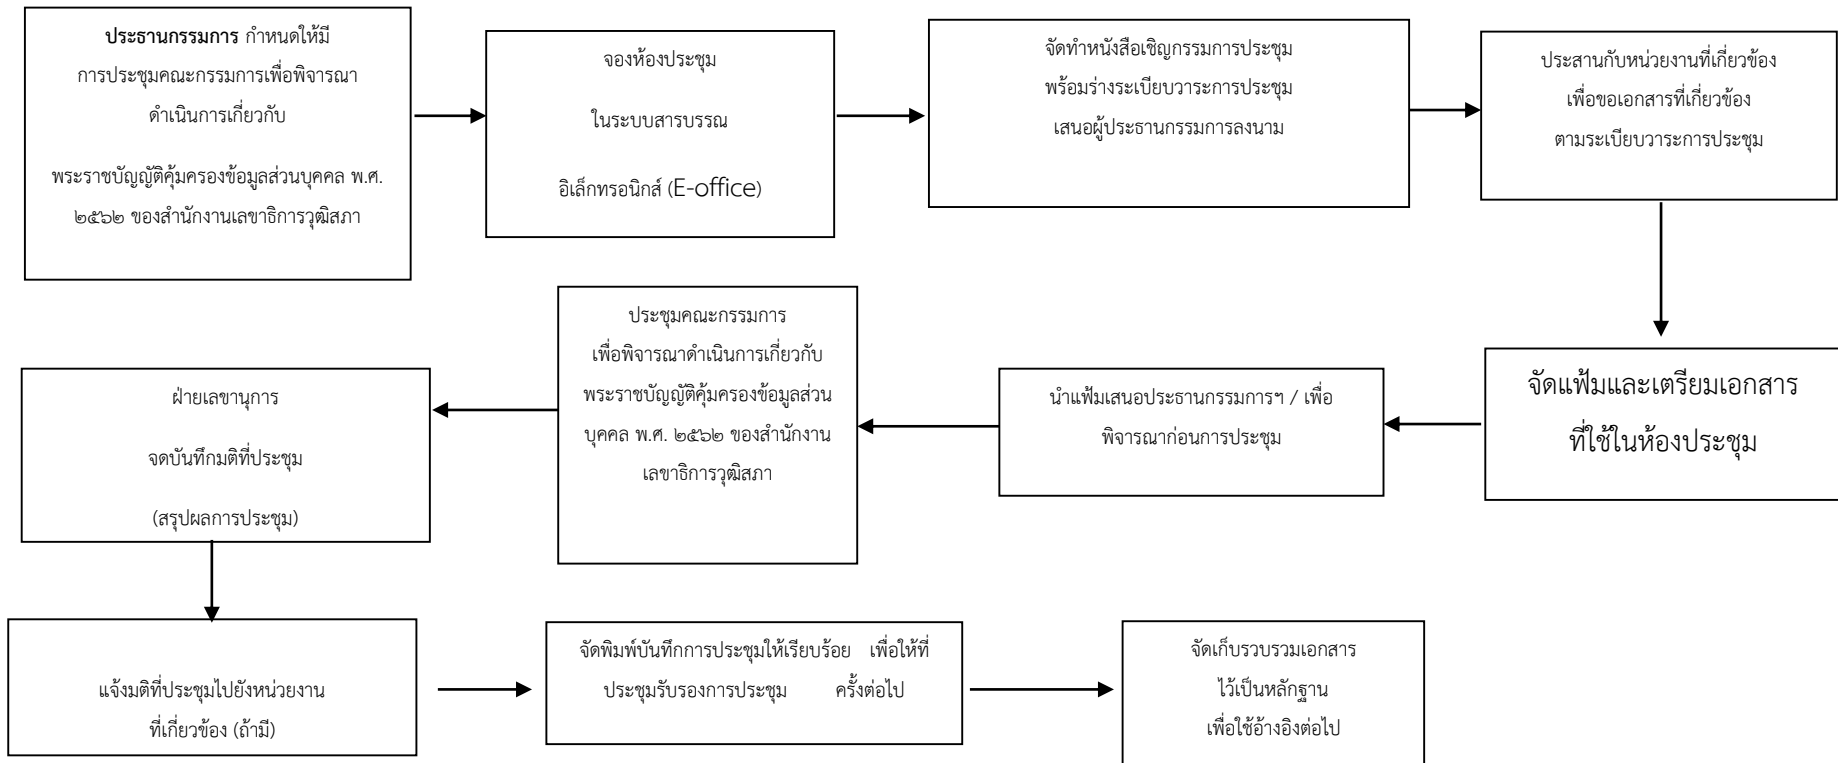 ประธานกรรมการ กำหนดให้มี
การประชุมคณะกรรมการเพื่อพิจารณา
ดำเนินการเกี่ยวกับ
พระราชบัญญัติคุ้มครองข้อมูลส่วนบุคคล พ.ศ.
๒๕๖๒ ของสำนักงานเลขาธิการวุฒิสภา
จองห้องประชุม
ในระบบสารบรรณ
อิเล็กทรอนิกส์ (E-office)
จัดทำหนังสือเชิญกรรมการประชุม
พร้อมร่างระเบียบวาระการประชุม
เสนอผู้ประธานกรรมการลงนาม
ประสานกับหน่วยงานที่เกี่ยวข้อง
เพื่อขอเอกสารที่เกี่ยวข้อง
ตามระเบียบวาระการประชุม
จัดแฟ้มและเตรียมเอกสาร
ที่ใช้ในห้องประชุม
นำแฟ้มเสนอประธานกรรมการฯ / เพื่อ
พิจารณาก่อนการประชุม
ประชุมคณะกรรมการ
เพื่อพิจารณาดำเนินการเกี่ยวกับ
พระราชบัญญัติคุ้มครองข้อมูลส่วน
บุคคล พ.ศ. ๒๕๖๒ ของสำนักงาน
เลขาธิการวุฒิสภา
ฝ่ายเลขานุการ
จดบันทึกมติที่ประชุม
(สรุปผลการประชุม)
แจ้งมติที่ประชุมไปยังหน่วยงาน
ที่เกี่ยวข้อง (ถ้ามี)
จัดพิมพ์บันทึกการประชุมให้เรียบร้อย เพื่อให้ที่
ประชุมรับรองการประชุม ครั้งต่อไป
จัดเก็บรวบรวมเอกสาร
ไว้เป็นหลักฐาน
เพื่อใช้อ้างอิงต่อไป